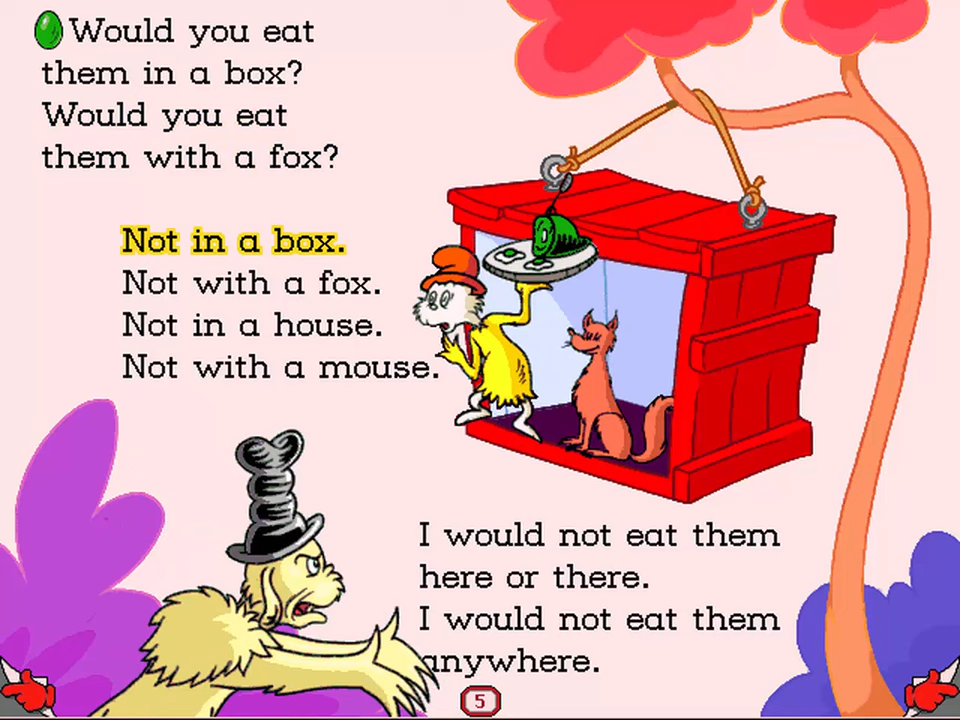 Would you eat
them in a box?
Would you eat
them with a fox?
Not in a box.
Not with a fox.
Not in a house.
Not with a mouse.
I would not eat them
here or there.
I would not eat them
anywhere.
5